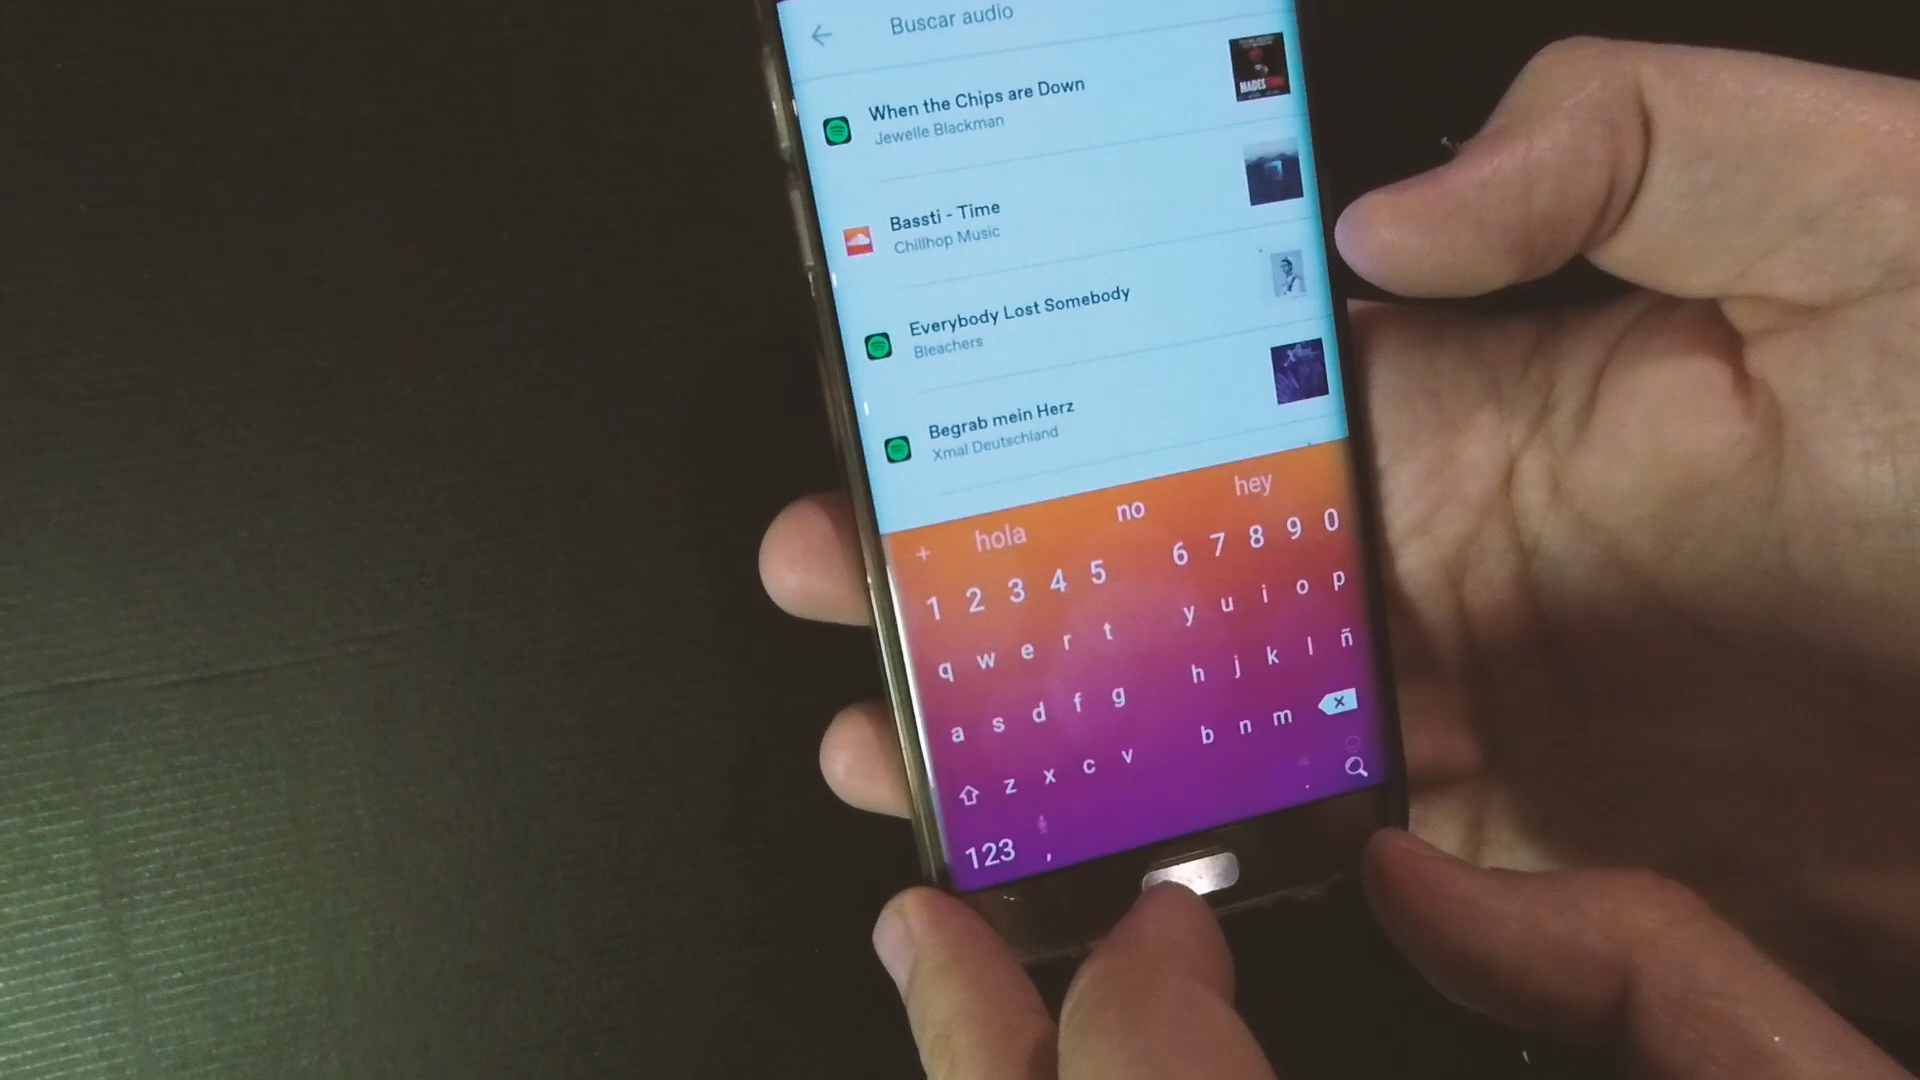 Buscar audio
When the Chips are Down
Jewelle Blackman
Bassti - Time
Chillhop Music
Everybody Lost Somebody
Bleachers
Begrab mein Herz
Xmal Deutschland
+ hola no hey
1 2 3 4 5 6 7 8 9 0
q w e r t y u i o p
a s d f g h j k l ñ
z x c v b n m
123 , .